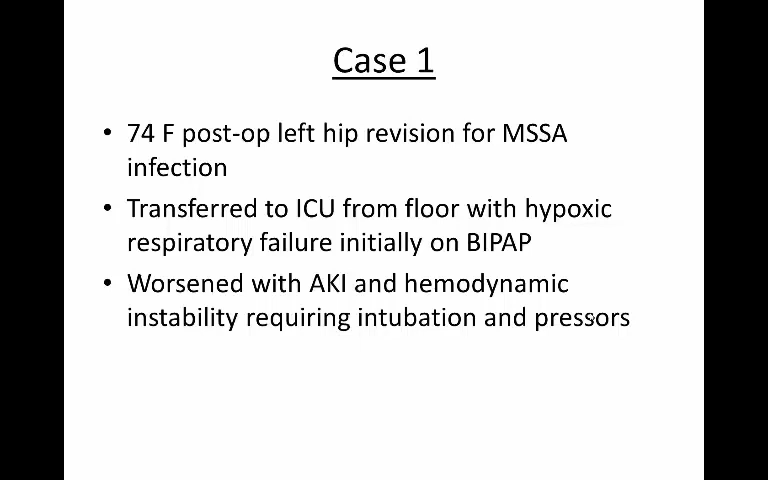 Case 1
• 74 F post-op left hip revision for MSSA
infection
• Transferred to ICU from floor with hypoxic
respiratory failure initially on BIPAP
• Worsened with AKI and hemodynamic
instability requiring intubation and pressors